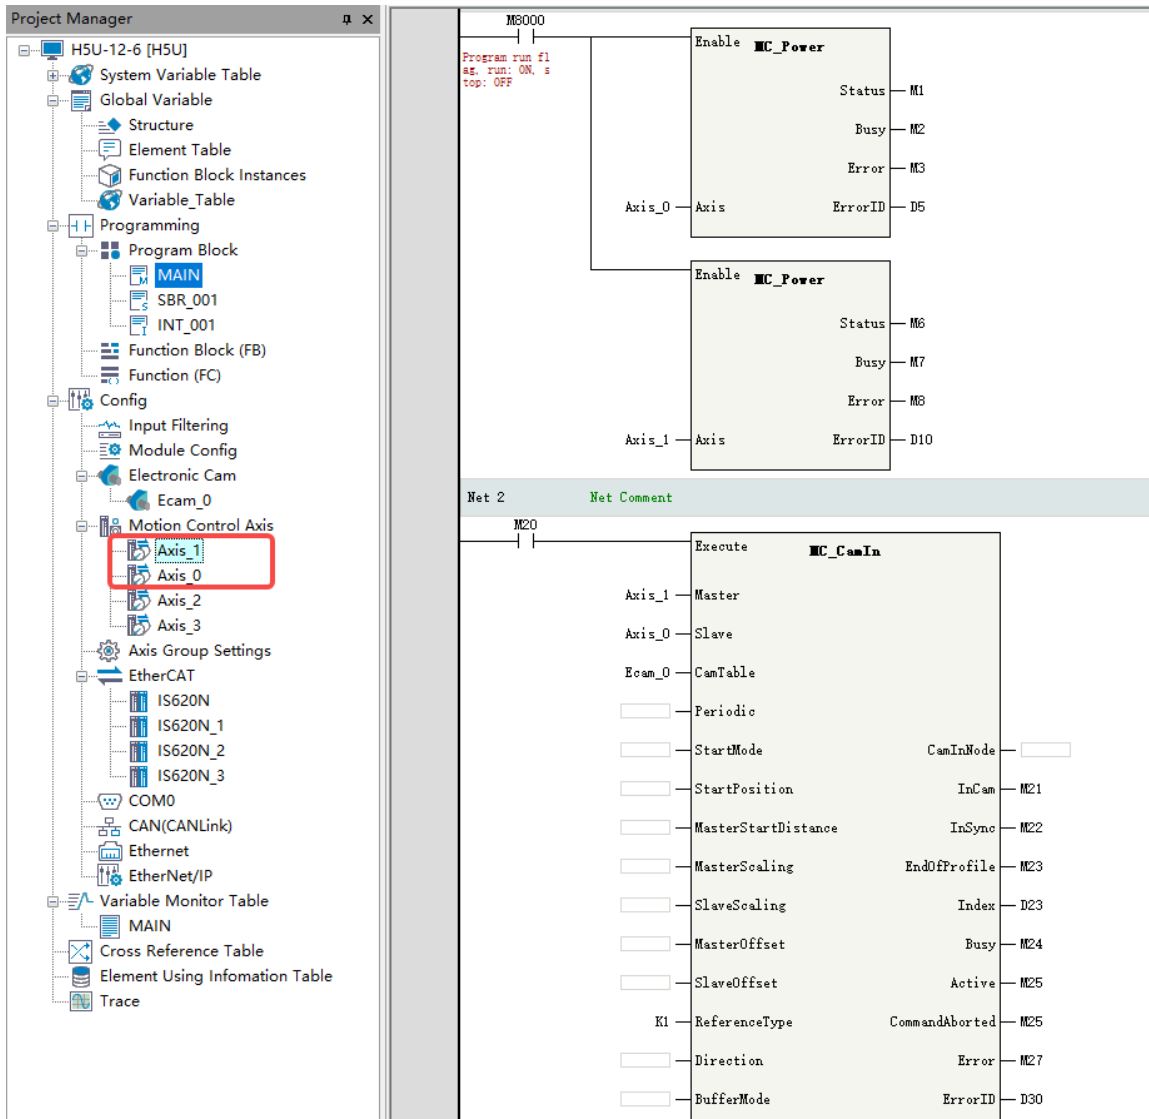 Project Manager
H5U-12-6 [H5U]
System Variable Table
Global Variable
Structure
Element Table
Function Block Instances
Variable_Table
Programming
Program Block
MAIN
SBR_001
INT_001
Function Block (FB)
Function (FC)
Config
Input Filtering
Module Config
Electronic Cam
Ecam_0
Motion Control Axis
Axis_1
Axis_0
Axis_2
Axis_3
Axis Group Settings
EtherCAT
IS620N
IS620N_1
IS620N_2
IS620N_3
COM0
CAN(CANLink)
Ethernet
EtherNet/IP
Variable Monitor Table
MAIN
Cross Reference Table
Element Using Infomation Table
Trace
M8000
Program run fl
ag, run: ON, s
top: OFF
Enable MC_Power
Status M1
Busy M2
Error M3
Axis_0 Axis ErrorID D5
Enable MC_Power
Status M6
Busy M7
Error M8
Axis_1 Axis ErrorID D10
Net 2 Net Comment
M20
Execute MC_CamIn
Axis_1 Master
Axis_0 Slave
Ecam_0 CamTable
Periodic
StartMode CamInNode
StartPosition InCam M21
MasterStartDistance InSync M22
MasterScaling EndOfProfile M23
SlaveScaling Index D23
MasterOffset Busy M24
SlaveOffset Active M25
K1 ReferenceType CommandAborted M25
Direction Error M27
BufferMode ErrorID D30